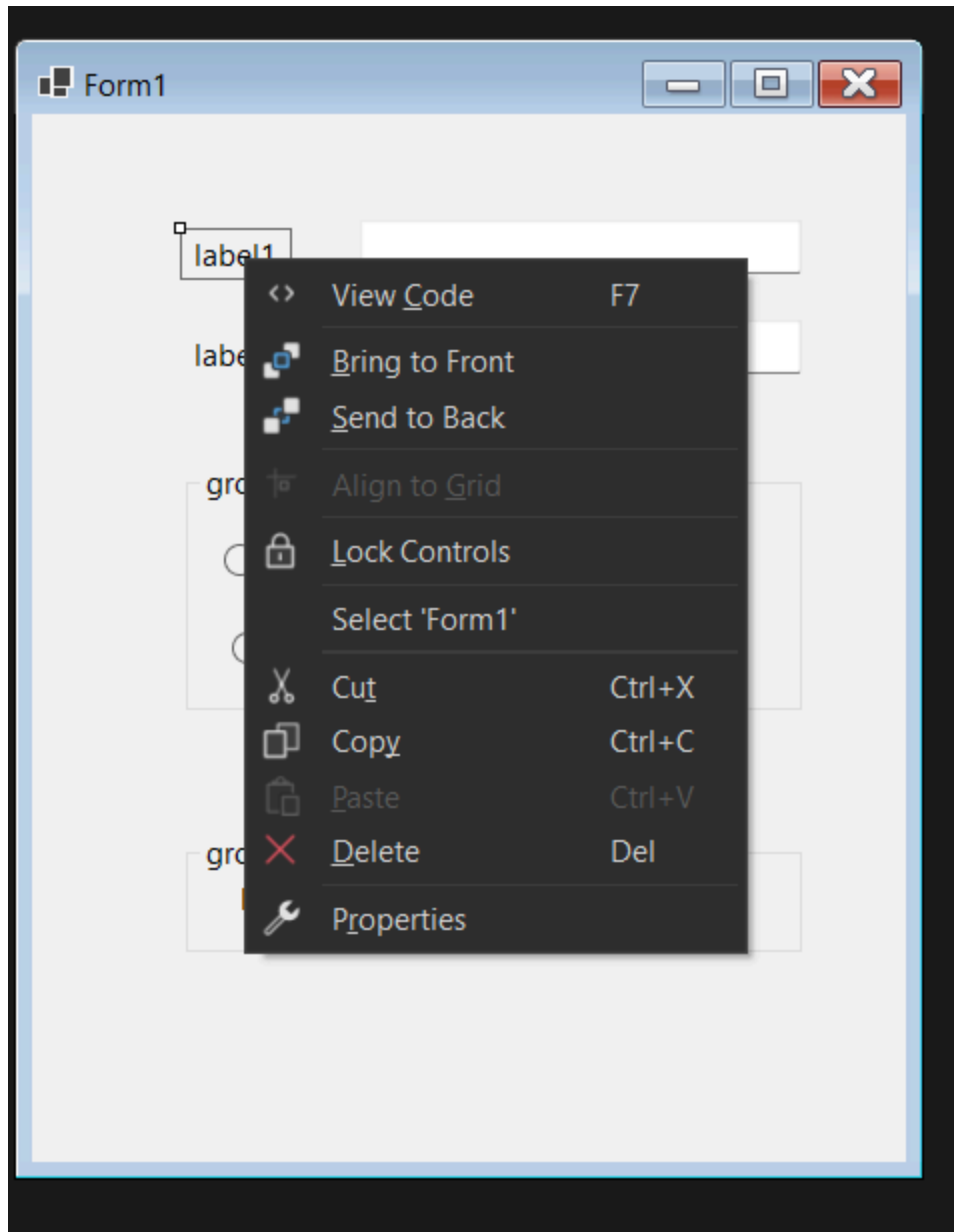 Form1
label1
View Code F7
Bring to Front
Send to Back
Align to Grid
Lock Controls
Select 'Form1'
Cut Ctrl+X
Copy Ctrl+C
Paste Ctrl+V
Delete Del
Properties